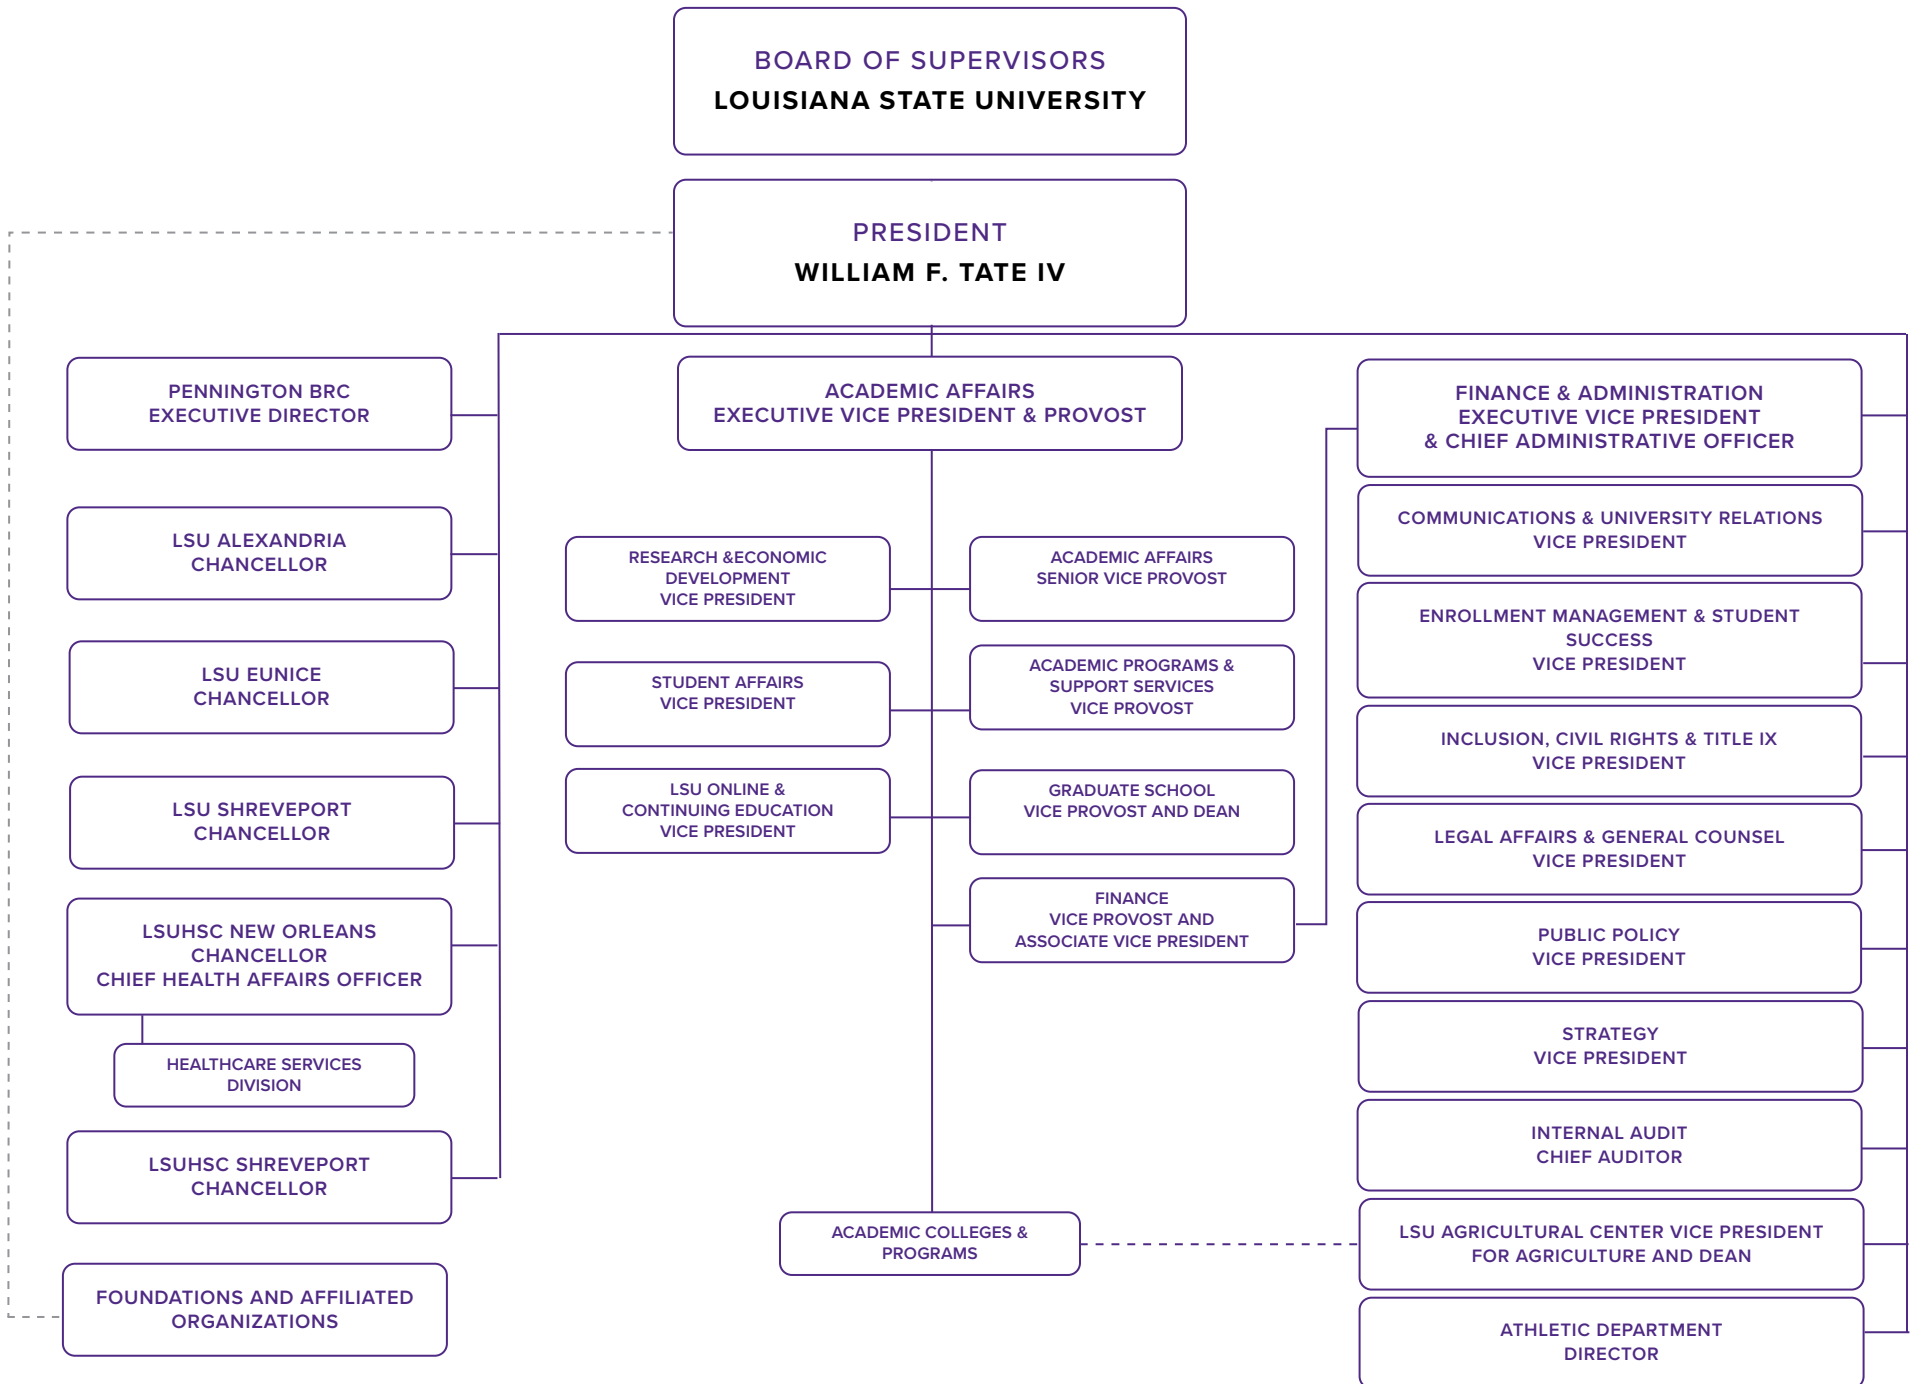 BOARD OF SUPERVISORS
LOUISIANA STATE UNIVERSITY
PRESIDENT
WILLIAM F. TATE IV
PENNINGTON BRC
EXECUTIVE DIRECTOR
LSU ALEXANDRIA
CHANCELLOR
LSU EUNICE
CHANCELLOR
LSU SHREVEPORT
CHANCELLOR
LSUHSC NEW ORLEANS
CHANCELLOR
CHIEF HEALTH AFFAIRS OFFICER
HEALTHCARE SERVICES
DIVISION
LSUHSC SHREVEPORT
CHANCELLOR
FOUNDATIONS AND AFFILIATED
ORGANIZATIONS
ACADEMIC AFFAIRS
EXECUTIVE VICE PRESIDENT & PROVOST
RESEARCH &ECONOMIC
DEVELOPMENT
VICE PRESIDENT
STUDENT AFFAIRS
VICE PRESIDENT
LSU ONLINE &
CONTINUING EDUCATION
VICE PRESIDENT
ACADEMIC AFFAIRS
SENIOR VICE PROVOST
ACADEMIC PROGRAMS &
SUPPORT SERVICES
VICE PROVOST
GRADUATE SCHOOL
VICE PROVOST AND DEAN
FINANCE
VICE PROVOST AND
ASSOCIATE VICE PRESIDENT
ACADEMIC COLLEGES &
PROGRAMS
FINANCE & ADMINISTRATION
EXECUTIVE VICE PRESIDENT
& CHIEF ADMINISTRATIVE OFFICER
COMMUNICATIONS & UNIVERSITY RELATIONS
VICE PRESIDENT
ENROLLMENT MANAGEMENT & STUDENT
SUCCESS
VICE PRESIDENT
INCLUSION, CIVIL RIGHTS & TITLE IX
VICE PRESIDENT
LEGAL AFFAIRS & GENERAL COUNSEL
VICE PRESIDENT
PUBLIC POLICY
VICE PRESIDENT
STRATEGY
VICE PRESIDENT
INTERNAL AUDIT
CHIEF AUDITOR
LSU AGRICULTURAL CENTER VICE PRESIDENT
FOR AGRICULTURE AND DEAN
ATHLETIC DEPARTMENT
DIRECTOR